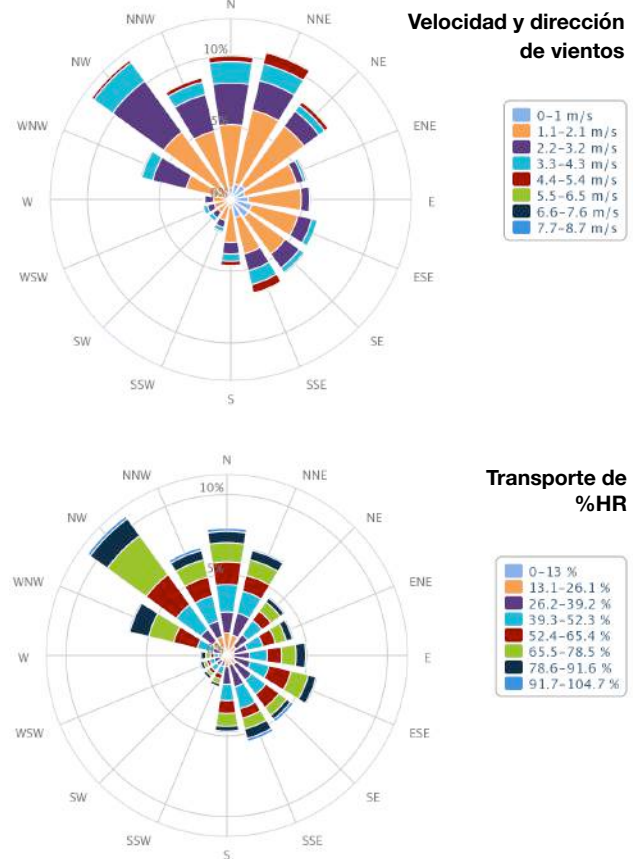 Velocidad y dirección
de vientos
N
NNE
NE
ENE
E
ESE
SE
SSE
S
SSW
SW
WSW
W
WNW
NW
NNW
10%
5%
0%
0–1 m/s
1.1–2.1 m/s
2.2–3.2 m/s
3.3–4.3 m/s
4.4–5.4 m/s
5.5–6.5 m/s
6.6–7.6 m/s
7.7–8.7 m/s
Transporte de
%HR
N
NNE
NE
ENE
E
ESE
SE
SSE
S
SSW
SW
WSW
W
WNW
NW
NNW
10%
5%
0–13 %
13.1–26.1 %
26.2–39.2 %
39.3–52.3 %
52.4–65.4 %
65.5–78.5 %
78.6–91.6 %
91.7–104.7 %